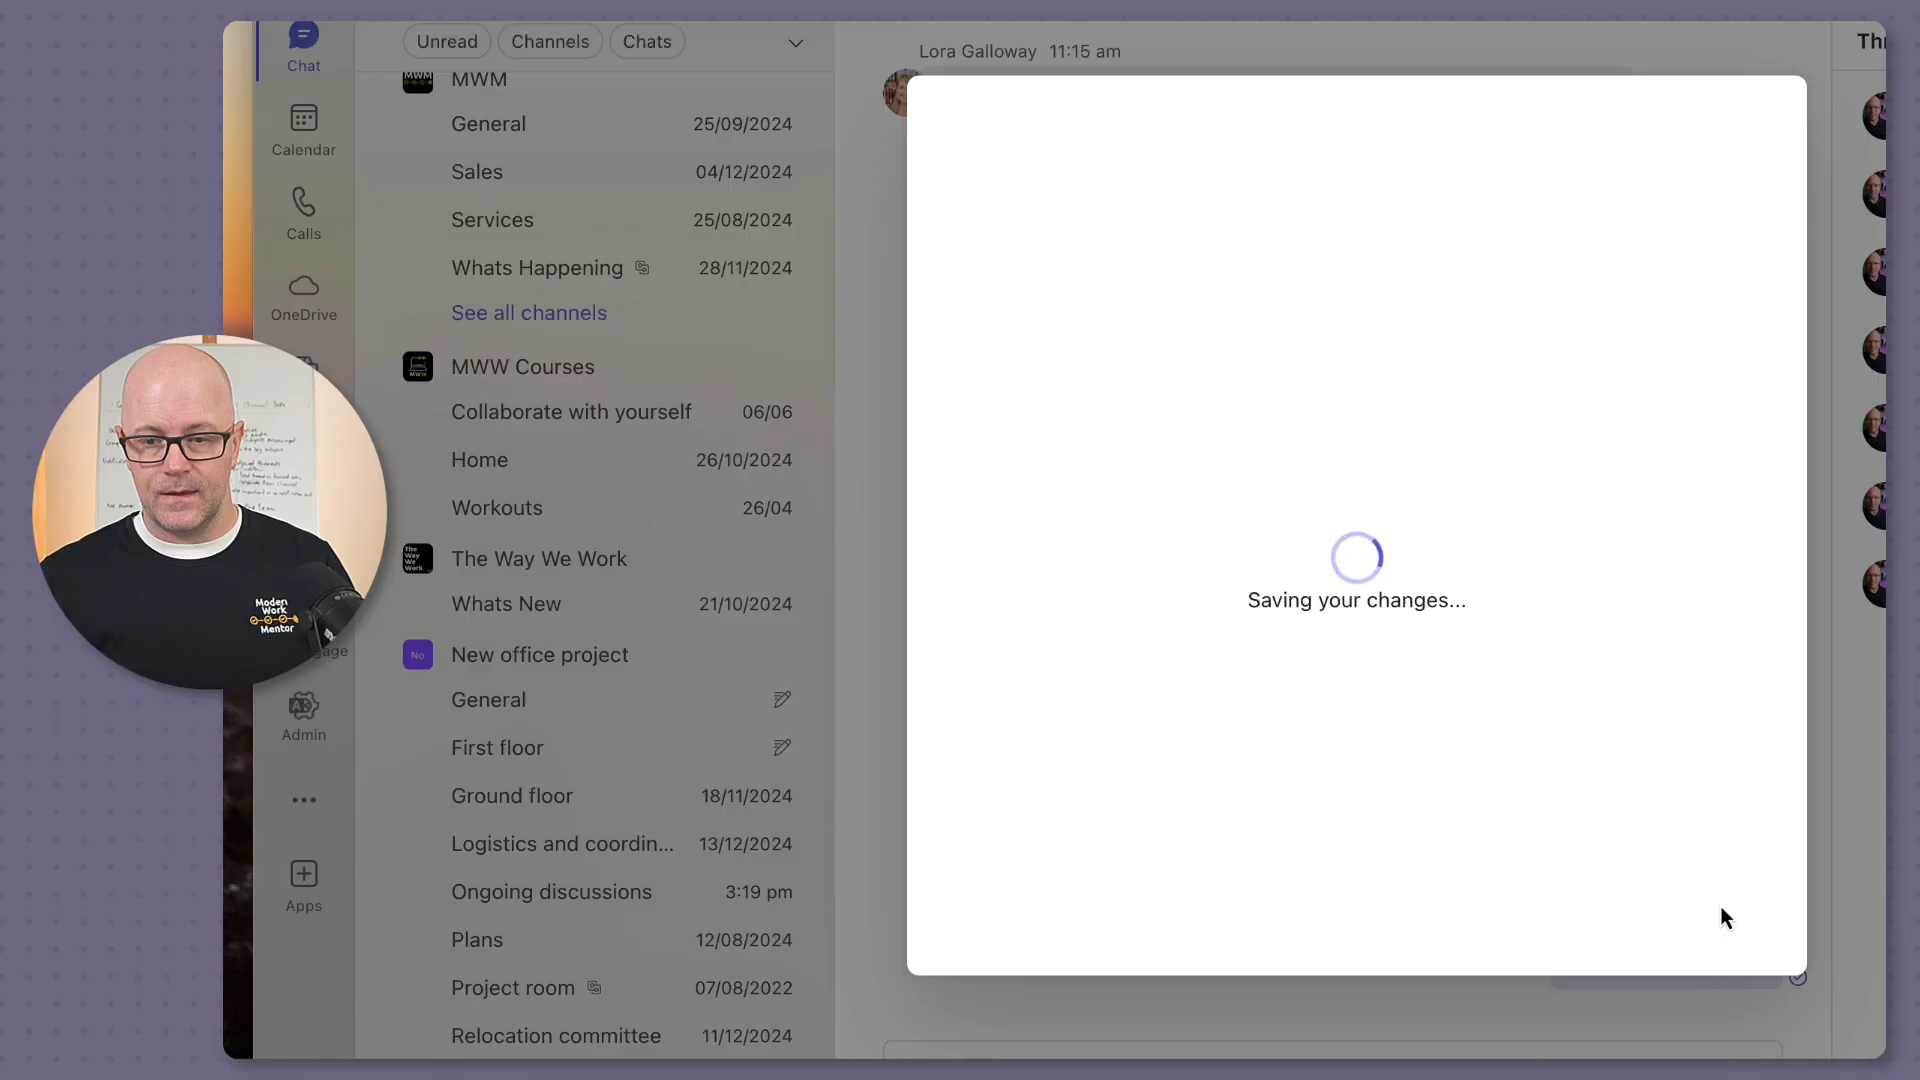 Chat
Calendar
Calls
OneDrive
Admin
Apps
Unread
Channels
Chats
MWM
General 25/09/2024
Sales 04/12/2024
Services 25/08/2024
Whats Happening 28/11/2024
See all channels
MWW Courses
Collaborate with yourself 06/06
Home 26/10/2024
Workouts 26/04
The Way We Work
The Way We Work
Whats New 21/10/2024
No New office project
General
First floor
Ground floor 18/11/2024
Logistics and coordin... 13/12/2024
Ongoing discussions 3:19 pm
Plans 12/08/2024
Project room 07/08/2022
Relocation committee 11/12/2024
Lora Galloway 11:15 am
Saving your changes...
Modern
Work
Mentor